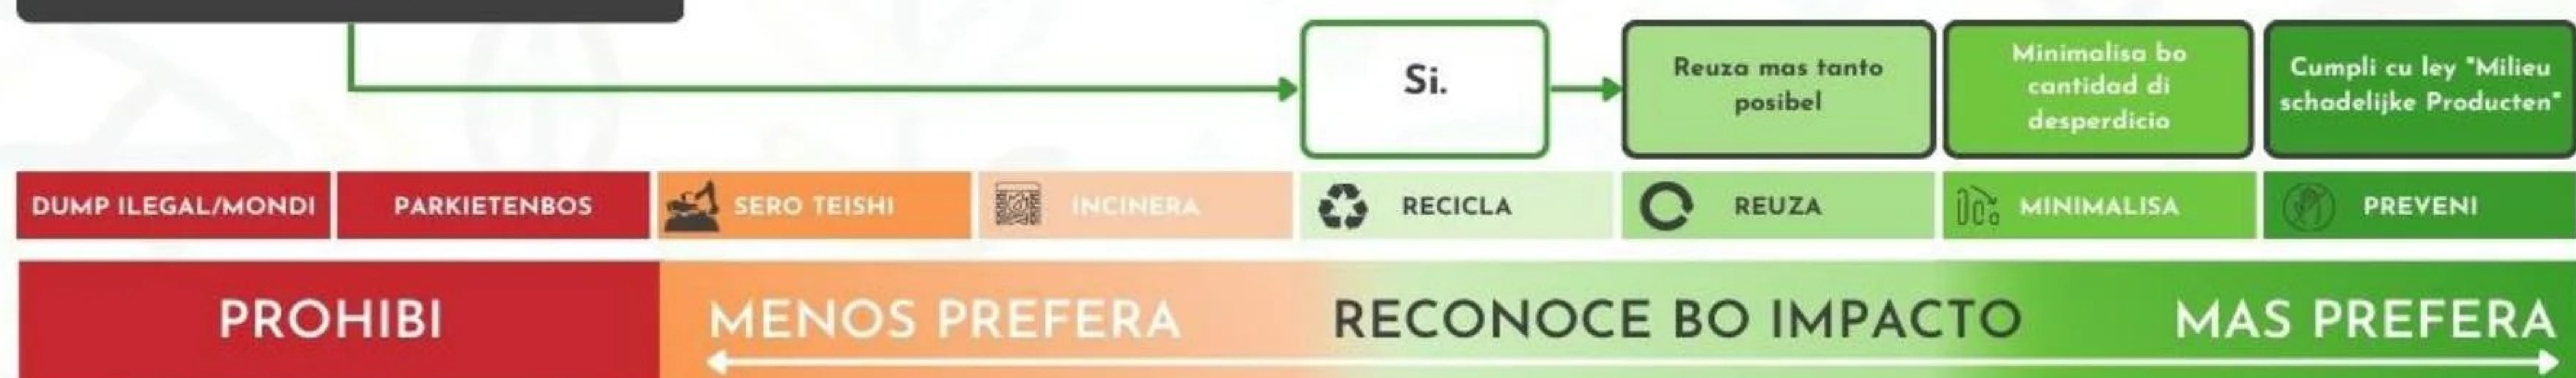 Si.
Reuza mas tanto
posibel
Minimalisa bo
cantidad di
desperdicio
Cumpli cu ley "Milieu
schadelijke Producten"
DUMP ILEGAL/MONDI
PARKIETENBOS
SERO TEISHI
INCINERA
RECICLA
REUZA
MINIMALISA
PREVENI
PROHIBI
MENOS PREFERA
RECONOCE BO IMPACTO
MAS PREFERA